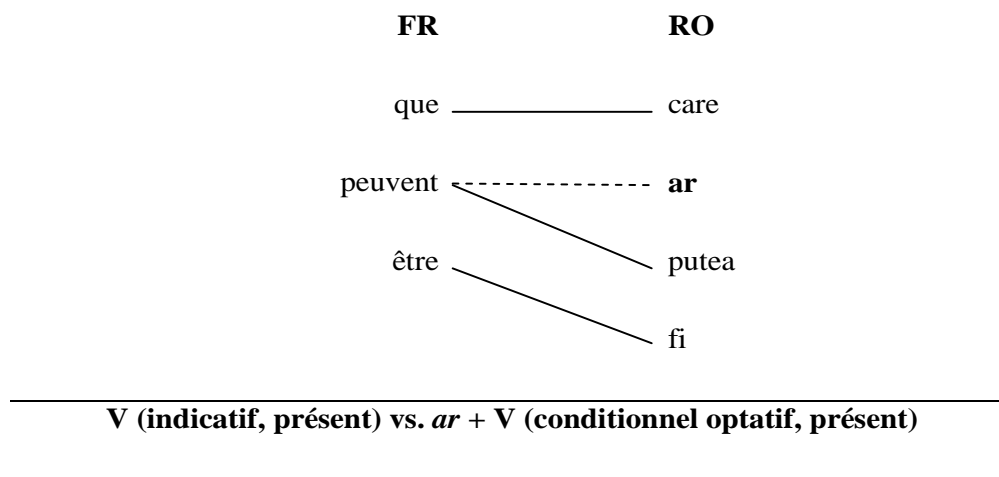 FR RO
que care
peuvent ar
être putea
fi
V (indicatif, présent) vs. ar + V (conditionnel optatif, présent)